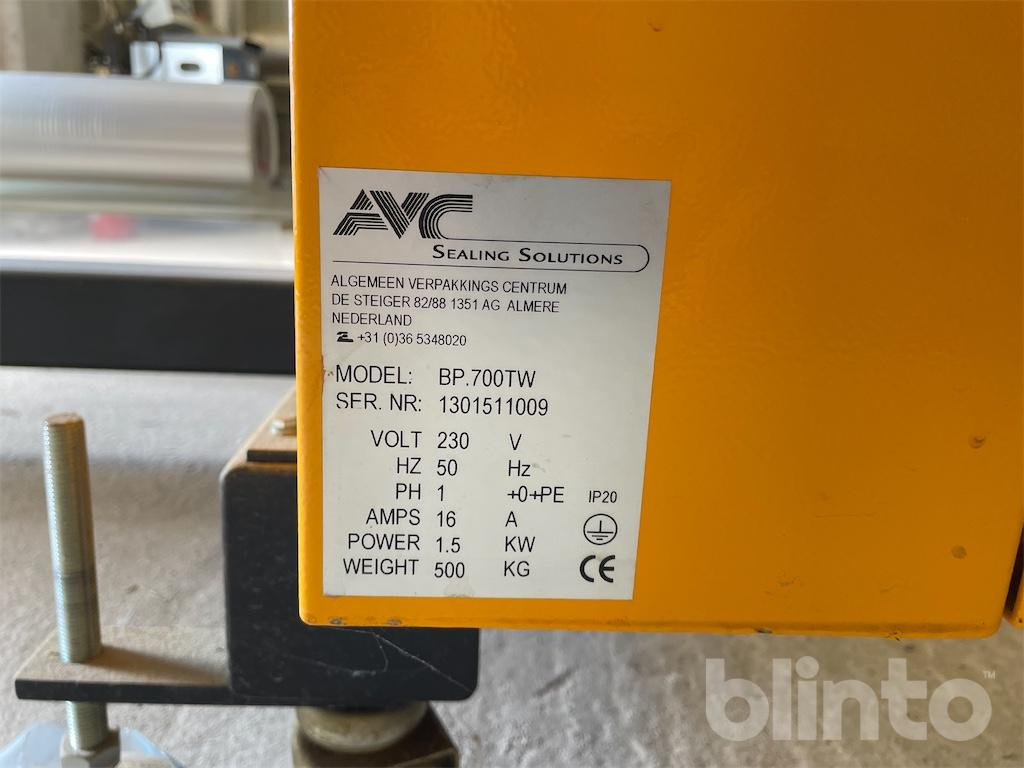 AVC
SEALING SOLUTIONS
ALGEMEEN VERPAKKINGS CENTRUM
DE STEIGER 82/88 1351 AG ALMERE
NEDERLAND
+31 (0)36 5348020
MODEL: BP.700TW
SER. NR: 1301511009
VOLT 230 V
HZ 50 Hz
PH 1 +0+PE IP20
AMPS 16 A
POWER 1.5 KW
WEIGHT 500 KG CE
blinto™